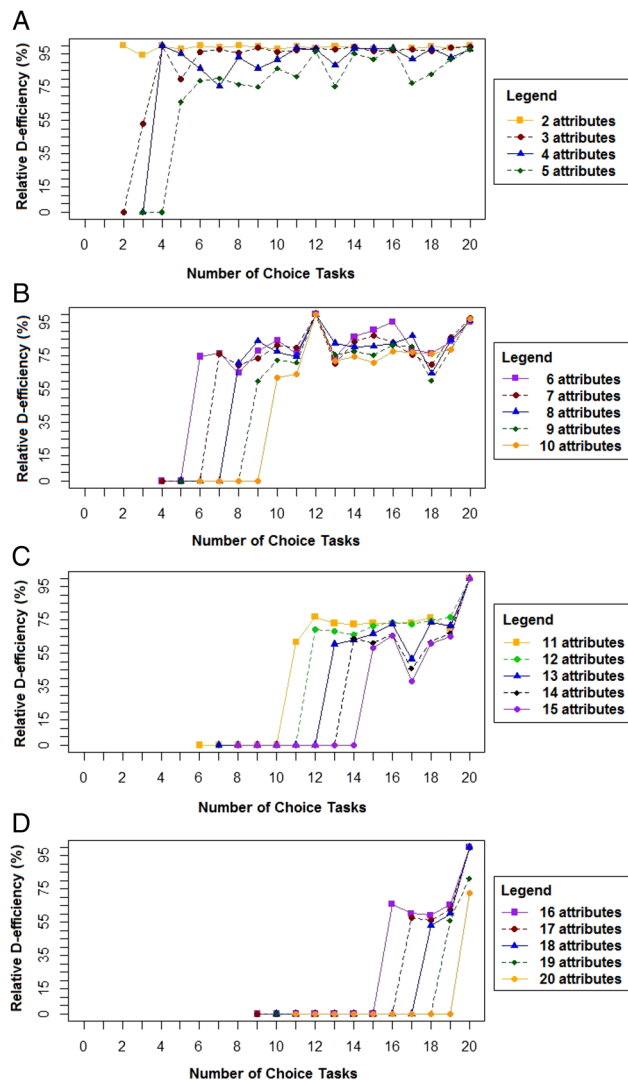 A
Relative D-efficiency (%)
95
75
55
35
15
0
0 2 4 6 8 10 12 14 16 18 20
Number of Choice Tasks
Legend
2 attributes
3 attributes
4 attributes
5 attributes
B
Relative D-efficiency (%)
95
75
55
35
15
0
0 2 4 6 8 10 12 14 16 18 20
Number of Choice Tasks
Legend
6 attributes
7 attributes
8 attributes
9 attributes
10 attributes
C
Relative D-efficiency (%)
95
75
55
35
15
0
0 2 4 6 8 10 12 14 16 18 20
Number of Choice Tasks
Legend
11 attributes
12 attributes
13 attributes
14 attributes
15 attributes
D
Relative D-efficiency (%)
95
75
55
35
15
0
0 2 4 6 8 10 12 14 16 18 20
Number of Choice Tasks
Legend
16 attributes
17 attributes
18 attributes
19 attributes
20 attributes